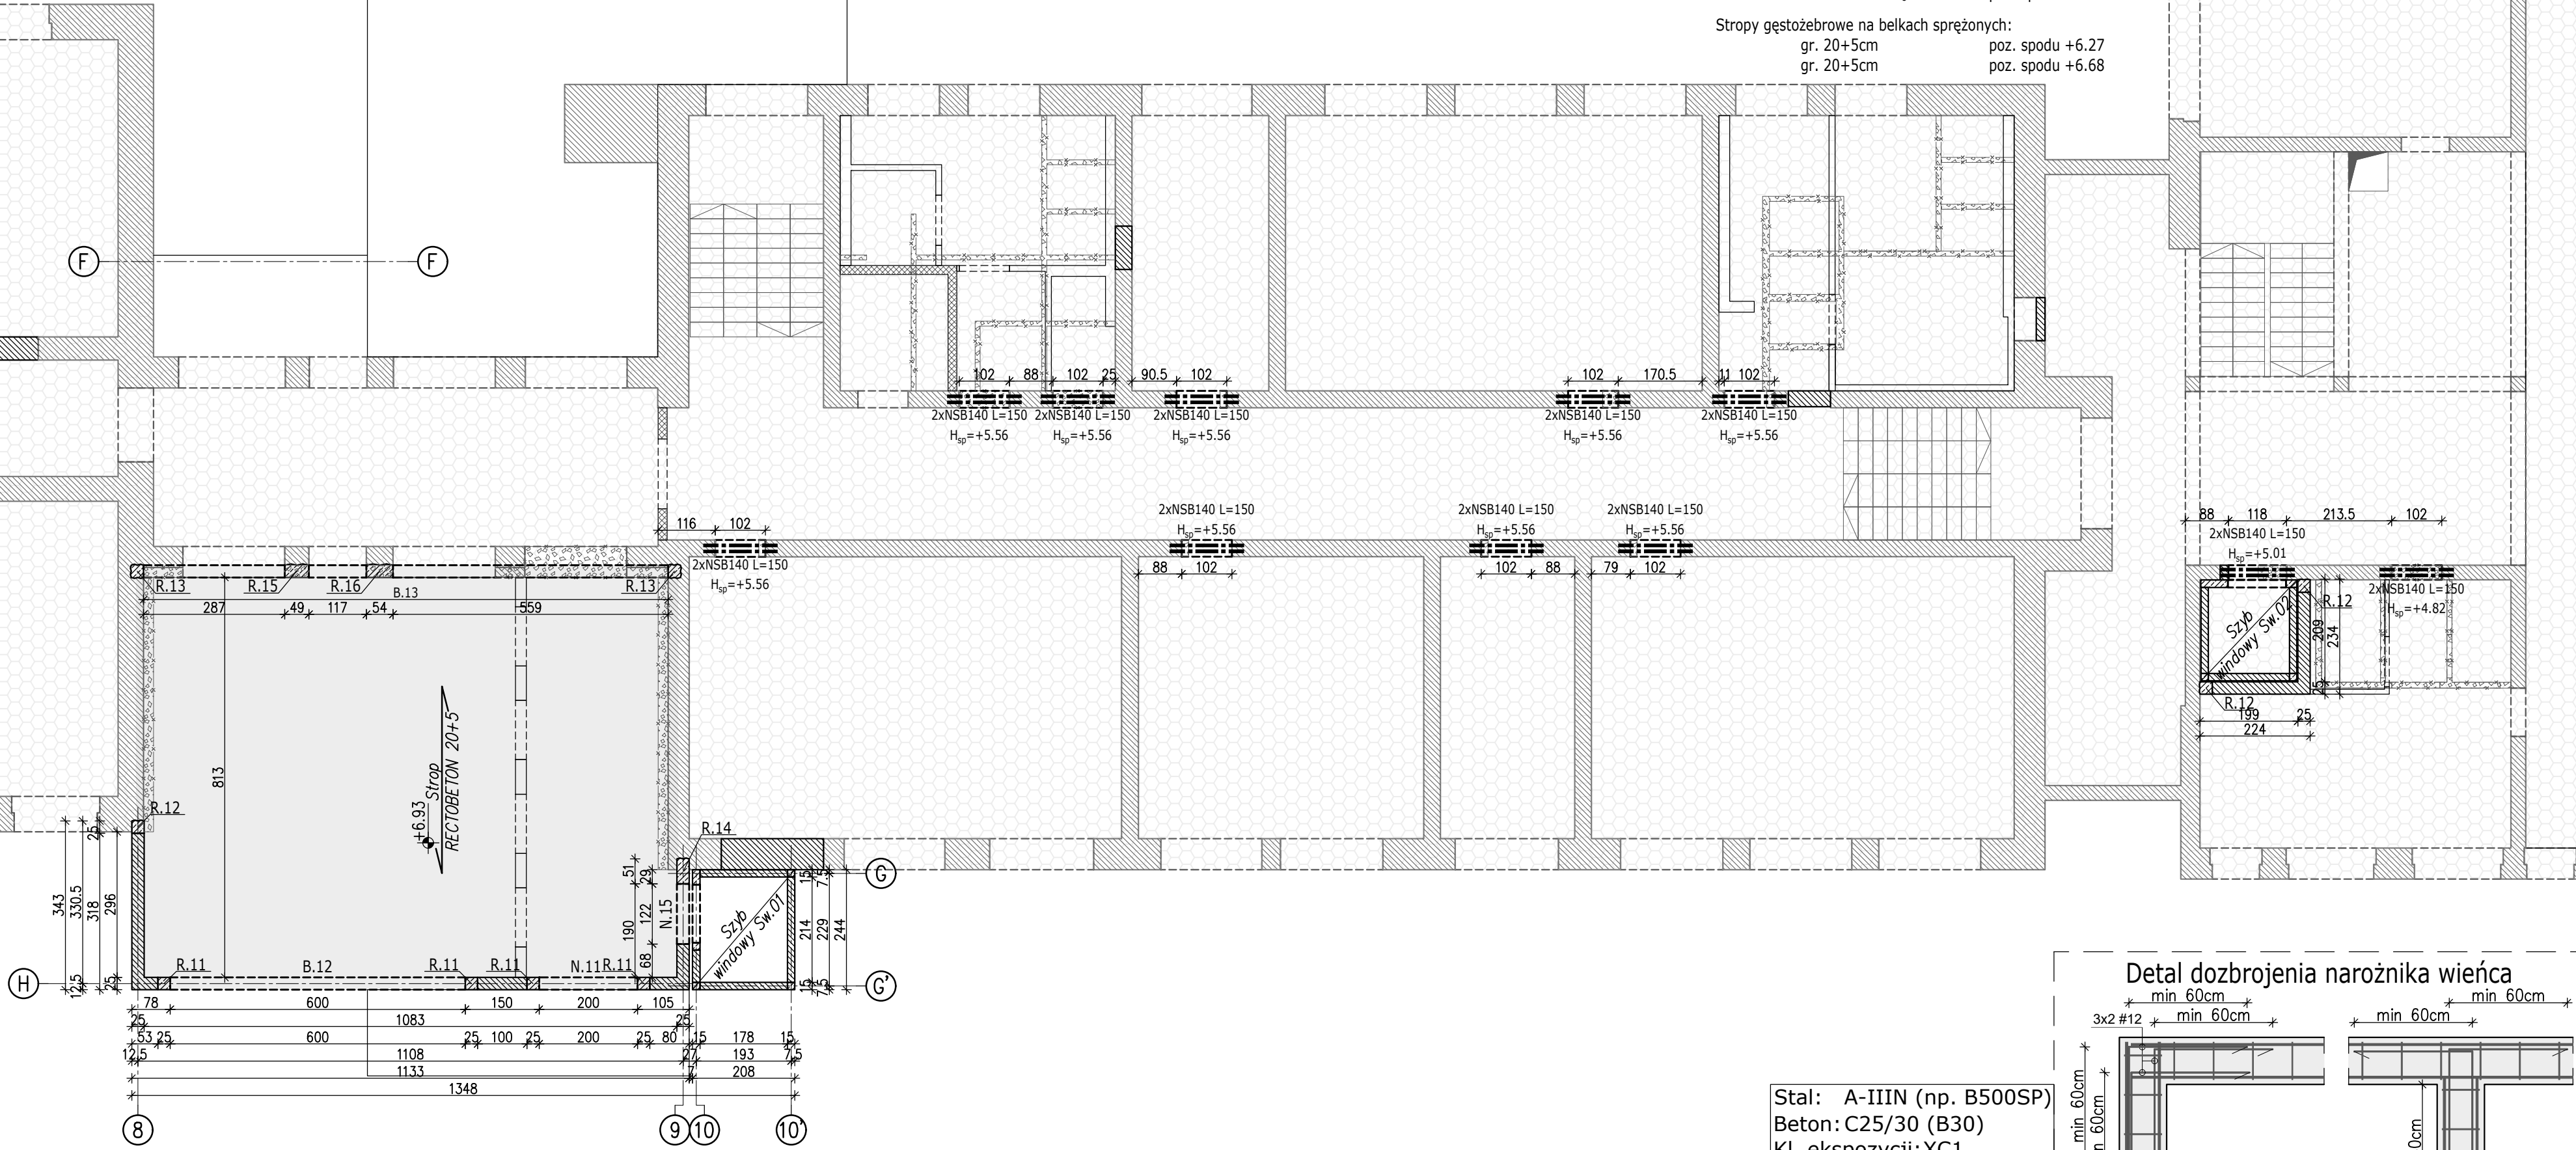 Stropy gęstożebrowe na belkach sprężonych:
gr. 20+5cm poz. spodu +6.27
gr. 20+5cm poz. spodu +6.68
F F
102 88 102 25 90.5 102 102 170.5 11 102
2xNSB140 L=150 2xNSB140 L=150 2xNSB140 L=150 2xNSB140 L=150 2xNSB140 L=150
Hsp=+5.56 Hsp=+5.56 Hsp=+5.56 Hsp=+5.56 Hsp=+5.56
2xNSB140 L=150 2xNSB140 L=150 2xNSB140 L=150
Hsp=+5.56 Hsp=+5.56 Hsp=+5.56
116 102
88 118 213.5 102
2xNSB140 L=150
Hsp=+5.01
2xNSB140 L=150
Hsp=+5.56
88 102 102 88 79 102
2xNSB140 L=150
Hsp=+4.82
R.13 R.15 R.16 B.13 R.13
287 49 117 54 559
R.12
Szyb
windowy Sw.02
209
234
25
R.12
199 25
224
813
+6.93
Strop
RECTOBETON 20+5
R.12
R.14
25
343
330.5
318
296
12.5
25
51
29
190
122
68
N.15
Szyb
windowy Sw.01
15
7.5
214
229
244
15
7.5
G
G'
H
R.11 B.12 R.11 R.11 N.11 R.11
78 600 150 200 105
25 1083 25
53 25 600 25 100 25 200 25 80 15 178 15
12.5 1108 27 193 7.5
1133 7 208
1348
8 9 10 10'
Detal dozbrojenia narożnika wieńca
min 60cm min 60cm
3x2 #12 min 60cm min 60cm
min 60cm
Stal: A-IIIN (np. B500SP)
Beton: C25/30 (B30)
Kl. ekspozycji: XC1